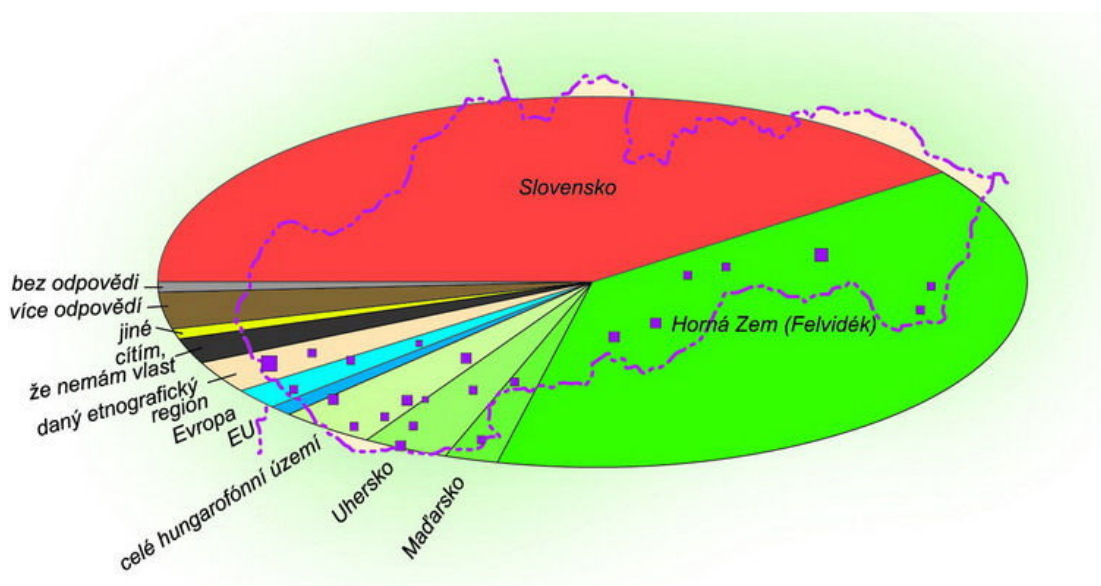 Slovensko
bez odpovědi
více odpovědí
jiné
cítím,
že nemám vlast
daný etnografický
región
Evropa
EU
celé hungarofónní území
Uhersko
Maďarsko
Horná Zem (Felvidék)